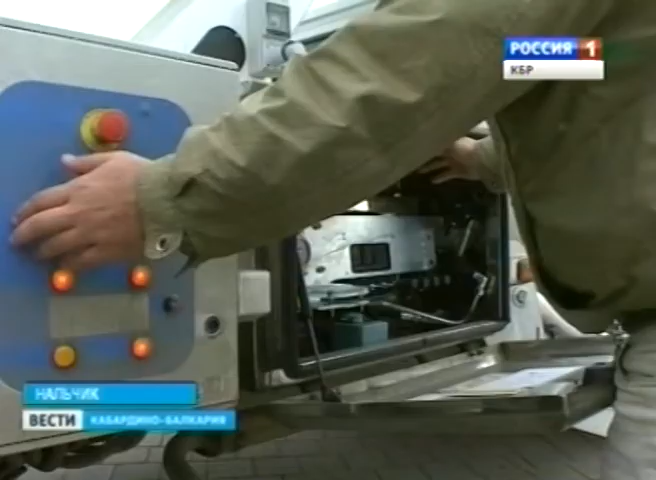 РОССИЯ 1
КБР
НАЛЬЧИК
ВЕСТИ КАБАРДИНО-БАЛКАРИЯ